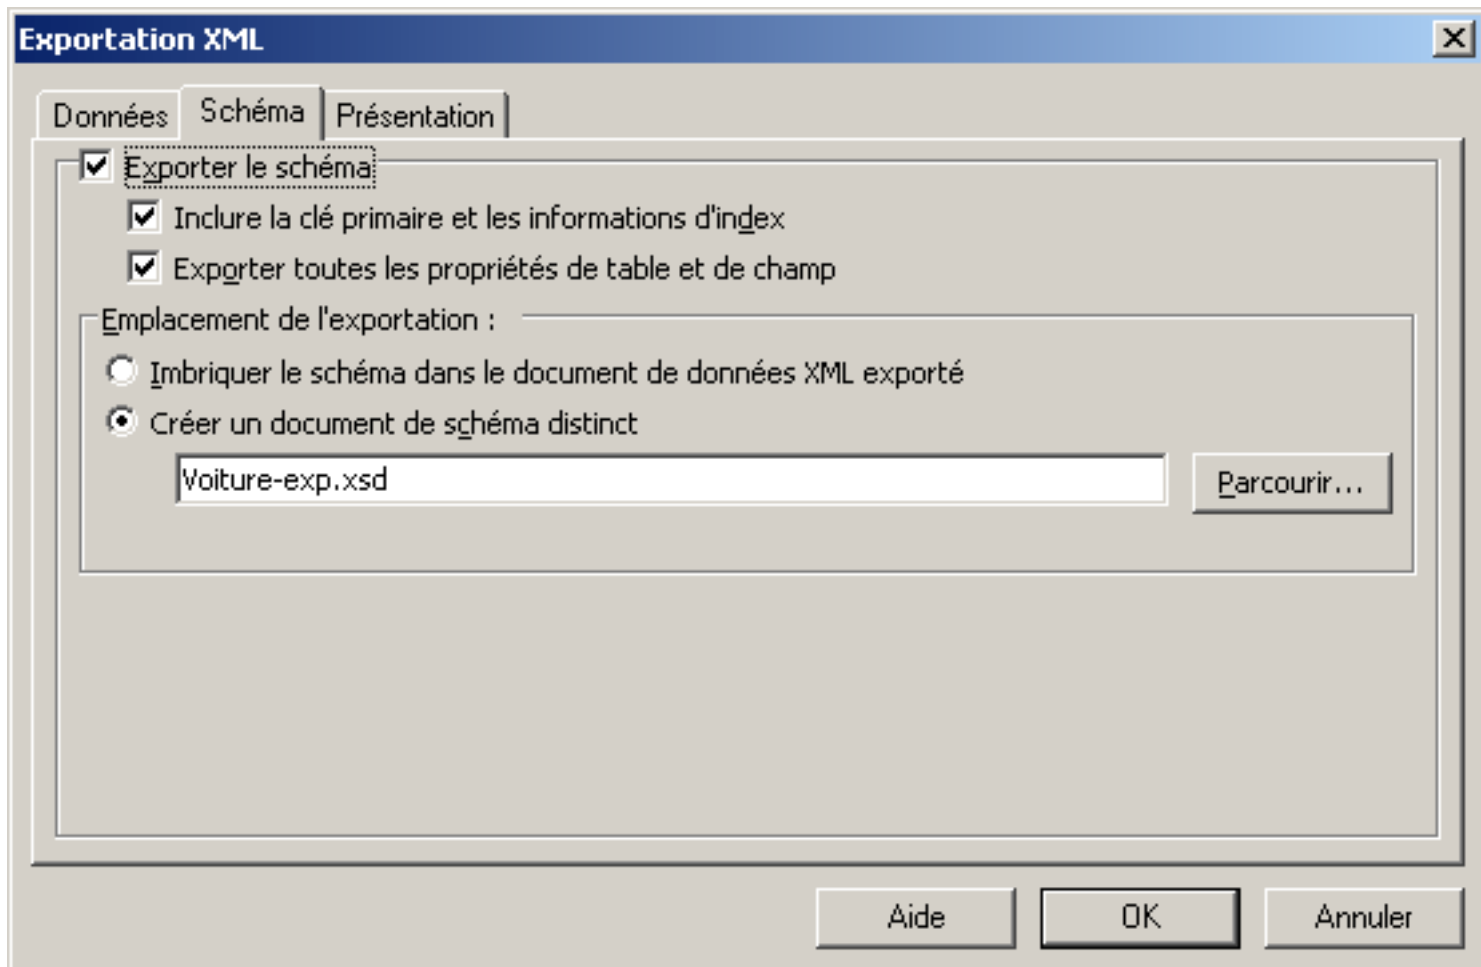 Exportation XML
Données Schéma Présentation
Exporter le schéma
Inclure la clé primaire et les informations d'index
Exporter toutes les propriétés de table et de champ
Emplacement de l'exportation :
Imbriquer le schéma dans le document de données XML exporté
Créer un document de schéma distinct
Voiture-exp.xsd Parcourir...
Aide OK Annuler